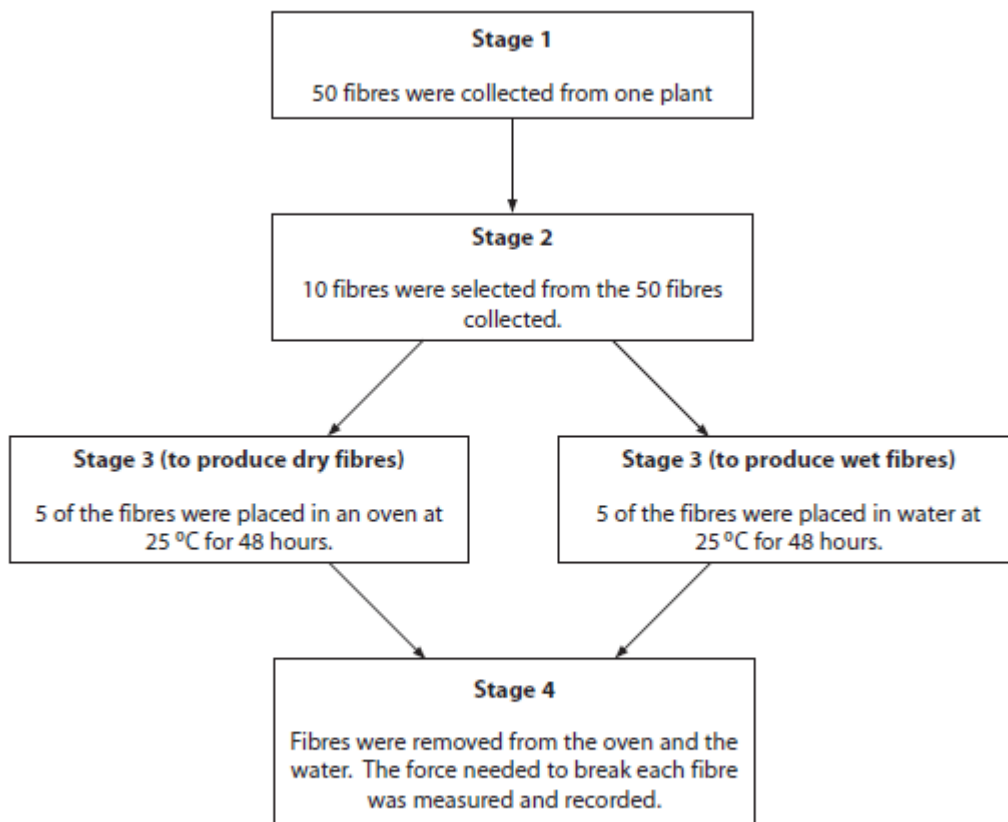 Stage 1
50 fibres were collected from one plant
Stage 2
10 fibres were selected from the 50 fibres
collected.
Stage 3 (to produce dry fibres)
5 of the fibres were placed in an oven at
25 ⁰C for 48 hours.
Stage 3 (to produce wet fibres)
5 of the fibres were placed in water at
25 ⁰C for 48 hours.
Stage 4
Fibres were removed from the oven and the
water. The force needed to break each fibre
was measured and recorded.